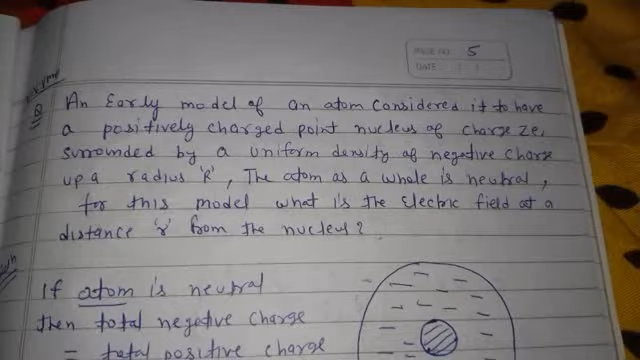 PAGE NO. 5
DATE
Q An Early model of an atom considered it to have
a positively charged point nucleus of charge Ze,
surrounded by a uniform density of negative charge
up a radius 'R', The atom as a whole is neutral,
for this model what is the Electric field at a
distance 'r' from the nucleus?
If atom is neutral
then total negative charge
= total positive charge